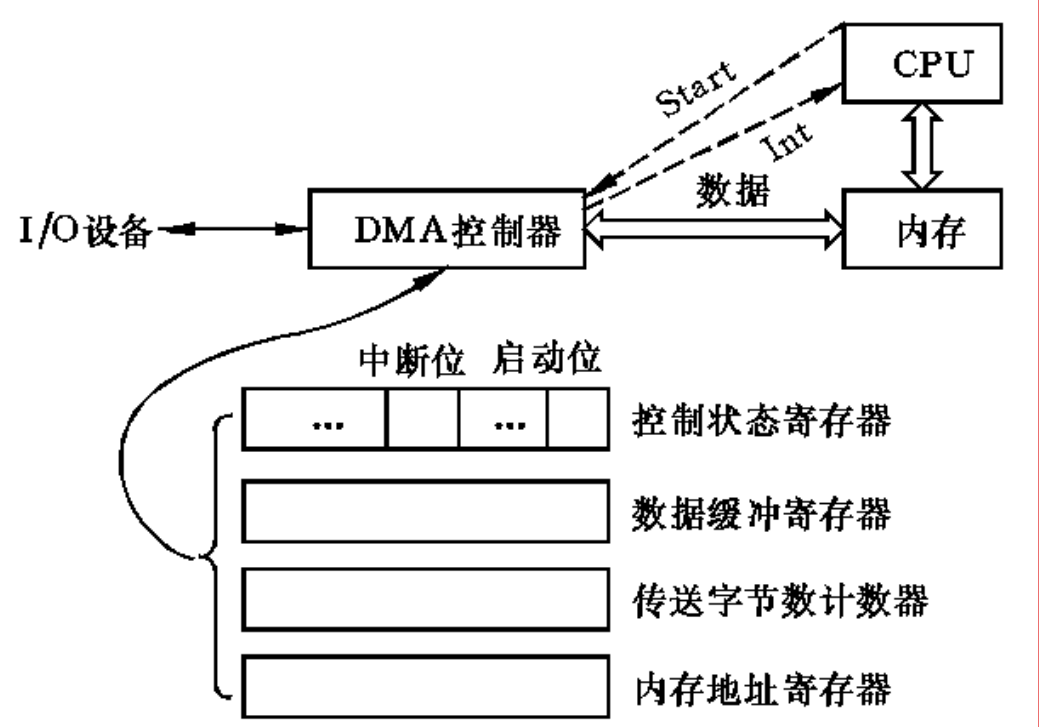 CPU
Start
Int
数据
I/O设备
DMA控制器
内存
中断位 启动位
... ... 控制状态寄存器
数据缓冲寄存器
传送字节数计数器
内存地址寄存器